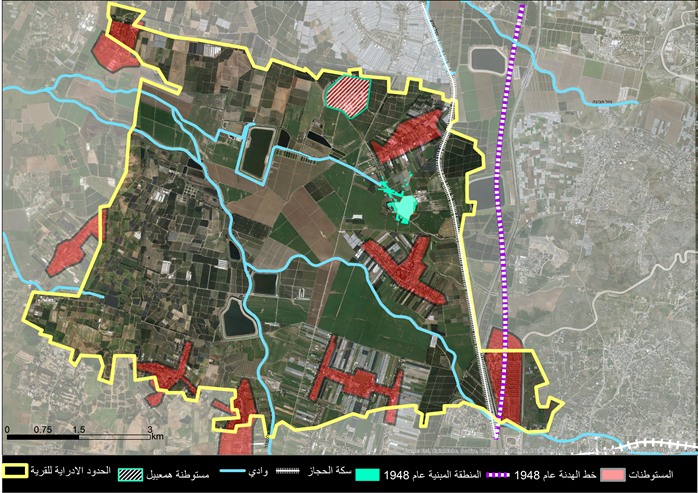 0 0.75 1.5 3
km
المستوطنات
خط الهدنة عام 1948
المنطقة المبنية عام 1948
سكة الحجاز
وادي
مستوطنة همعبيل
الحدود الادراية للقرية